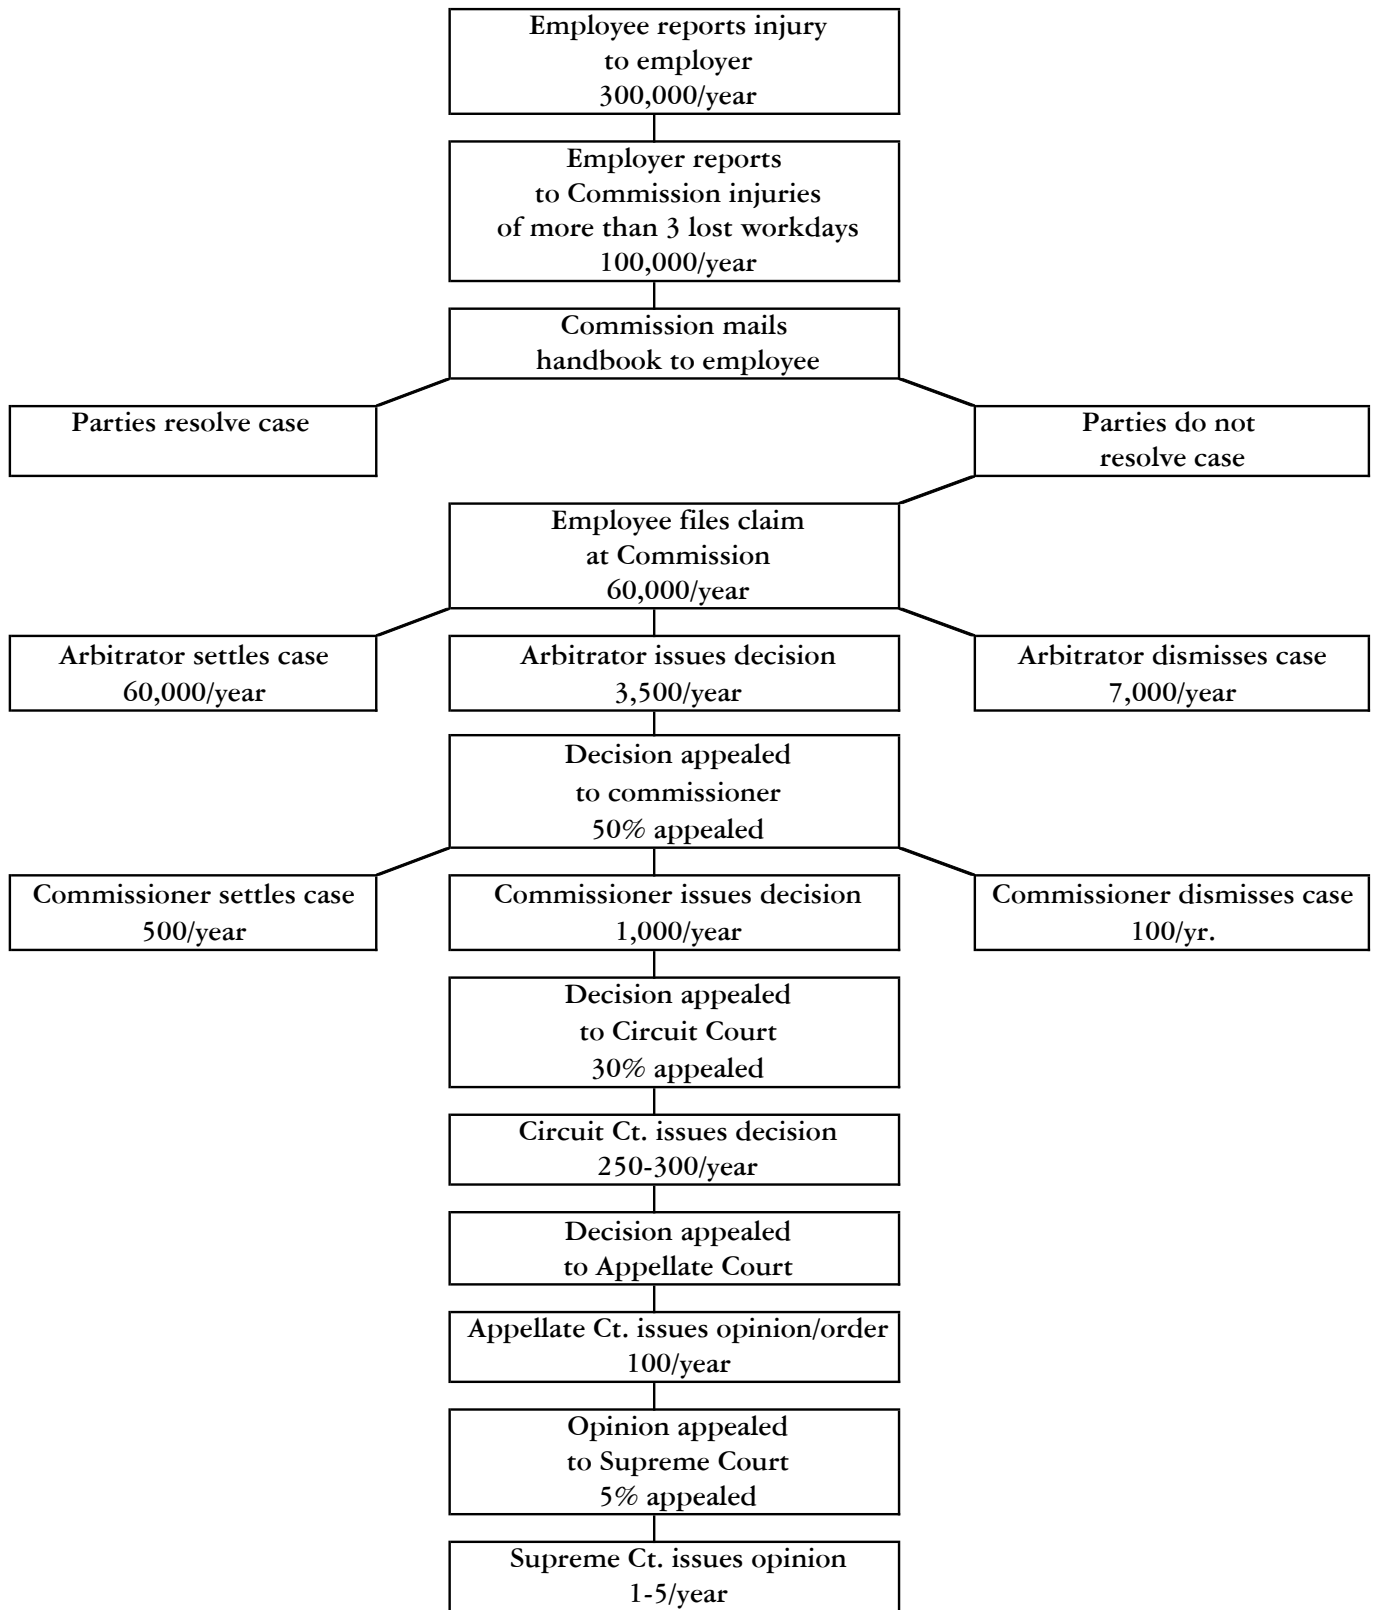 Employee reports injury
to employer
300,000/year
Employer reports
to Commission injuries
of more than 3 lost workdays
100,000/year
Commission mails
handbook to employee
Parties resolve case
Parties do not
resolve case
Employee files claim
at Commission
60,000/year
Arbitrator settles case
60,000/year
Arbitrator issues decision
3,500/year
Arbitrator dismisses case
7,000/year
Decision appealed
to commissioner
50% appealed
Commissioner settles case
500/year
Commissioner issues decision
1,000/year
Commissioner dismisses case
100/yr.
Decision appealed
to Circuit Court
30% appealed
Circuit Ct. issues decision
250-300/year
Decision appealed
to Appellate Court
Appellate Ct. issues opinion/order
100/year
Opinion appealed
to Supreme Court
5% appealed
Supreme Ct. issues opinion
1-5/year